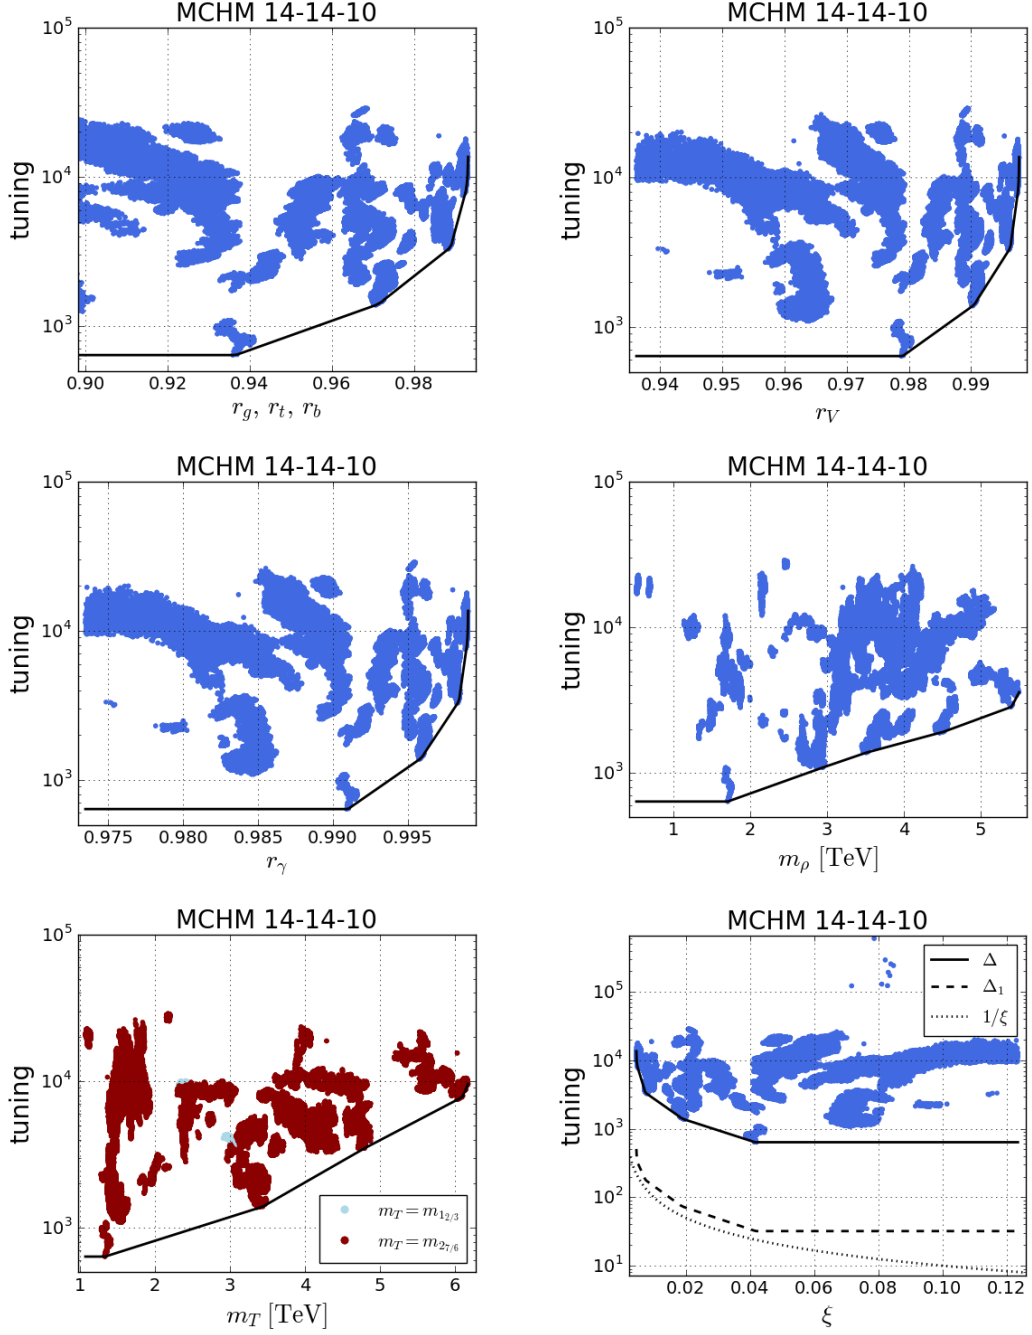 MCHM 14-14-10
tuning
10^5
10^4
10^3
0.90 0.92 0.94 0.96 0.98
r_g, r_t, r_b
MCHM 14-14-10
tuning
10^5
10^4
10^3
0.94 0.95 0.96 0.97 0.98 0.99
r_V
MCHM 14-14-10
tuning
10^5
10^4
10^3
0.975 0.980 0.985 0.990 0.995
r_γ
MCHM 14-14-10
tuning
10^5
10^4
10^3
1 2 3 4 5
m_ρ [TeV]
MCHM 14-14-10
tuning
10^5
10^4
10^3
m_T = m_{1_{2/3}}
m_T = m_{2_{7/6}}
1 2 3 4 5 6
m_T [TeV]
MCHM 14-14-10
tuning
Δ
Δ_1
1/ξ
10^5
10^4
10^3
10^2
10^1
0.02 0.04 0.06 0.08 0.10 0.12
ξ